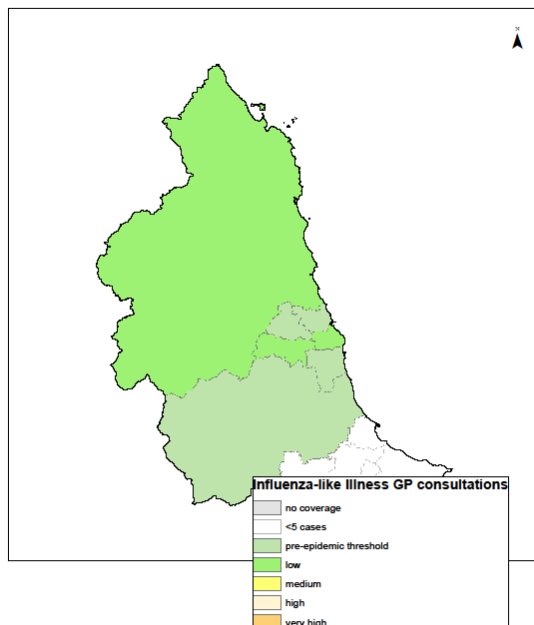 Influenza-like Illness GP consultations
no coverage
<5 cases
pre-epidemic threshold
low
medium
high
very high